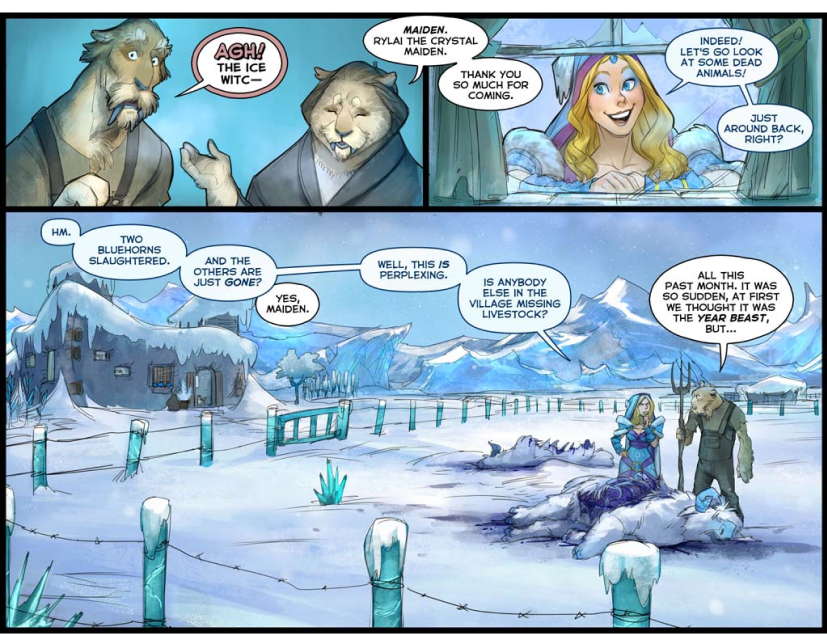 AGH!
THE ICE
WITC—
MAIDEN.
RYLAI THE CRYSTAL
MAIDEN.
THANK YOU
SO MUCH FOR
COMING.
INDEED!
LET'S GO LOOK
AT SOME DEAD
ANIMALS!
JUST
AROUND BACK,
RIGHT?
HM.
TWO
BLUEHORNS
SLAUGHTERED.
AND THE
OTHERS ARE
JUST GONE?
YES,
MAIDEN.
WELL, THIS IS
PERPLEXING.
IS ANYBODY
ELSE IN THE
VILLAGE MISSING
LIVESTOCK?
ALL THIS
PAST MONTH. IT WAS
SO SUDDEN, AT FIRST
WE THOUGHT IT WAS
THE YEAR BEAST,
BUT...